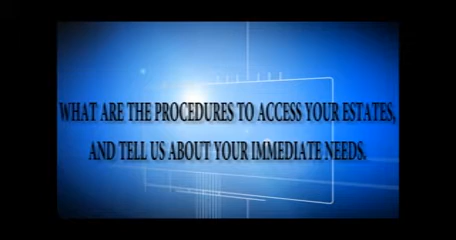 WHAT ARE THE PROCEDURES TO ACCESS YOUR ESTATES,
AND TELL US ABOUT YOUR IMMEDIATE NEEDS.